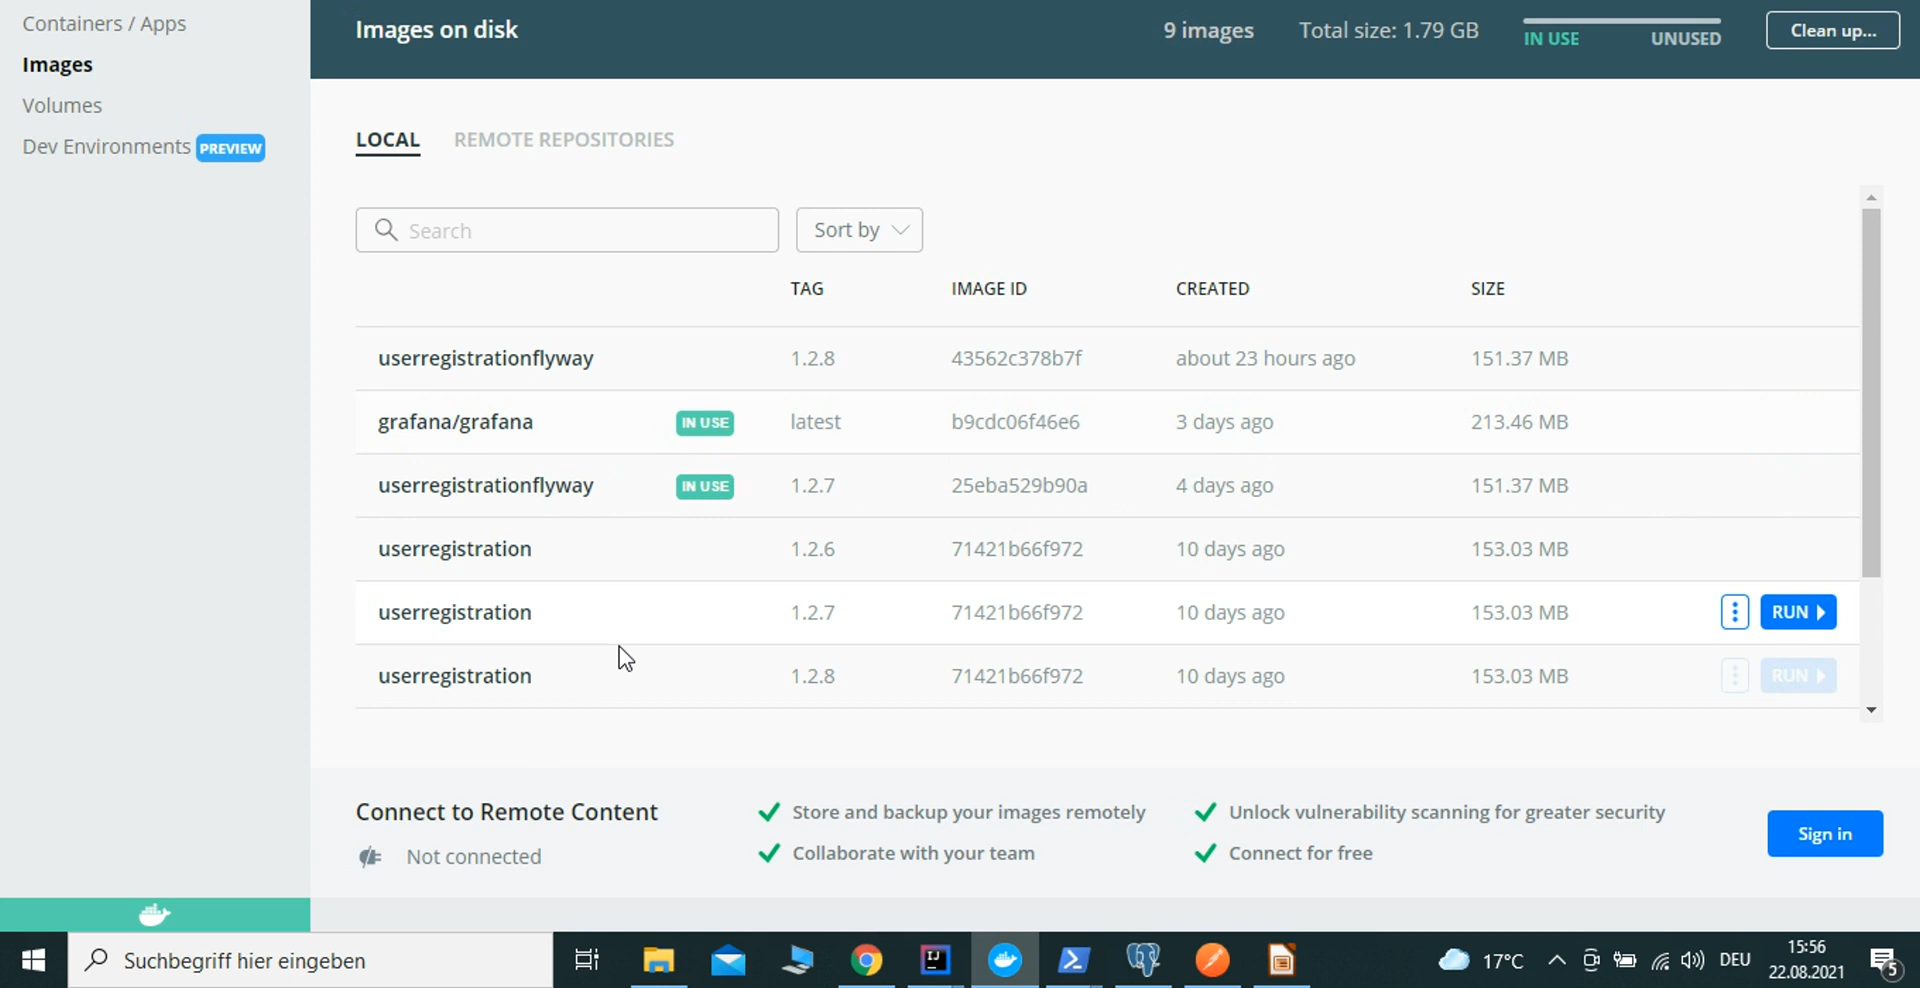 Containers / Apps
Images
Volumes
Dev Environments PREVIEW
Images on disk 9 images Total size: 1.79 GB IN USE UNUSED Clean up...
LOCAL REMOTE REPOSITORIES
Search Sort by
TAG IMAGE ID CREATED SIZE
userregistrationflyway 1.2.8 43562c378b7f about 23 hours ago 151.37 MB
grafana/grafana IN USE latest b9cdc06f46e6 3 days ago 213.46 MB
userregistrationflyway IN USE 1.2.7 25eba529b90a 4 days ago 151.37 MB
userregistration 1.2.6 71421b66f972 10 days ago 153.03 MB
userregistration 1.2.7 71421b66f972 10 days ago 153.03 MB RUN
userregistration 1.2.8 71421b66f972 10 days ago 153.03 MB RUN
Connect to Remote Content
Not connected
Store and backup your images remotely
Collaborate with your team
Unlock vulnerability scanning for greater security
Connect for free
Sign in
Suchbegriff hier eingeben
IJ
17°C
DEU
15:56
22.08.2021
5